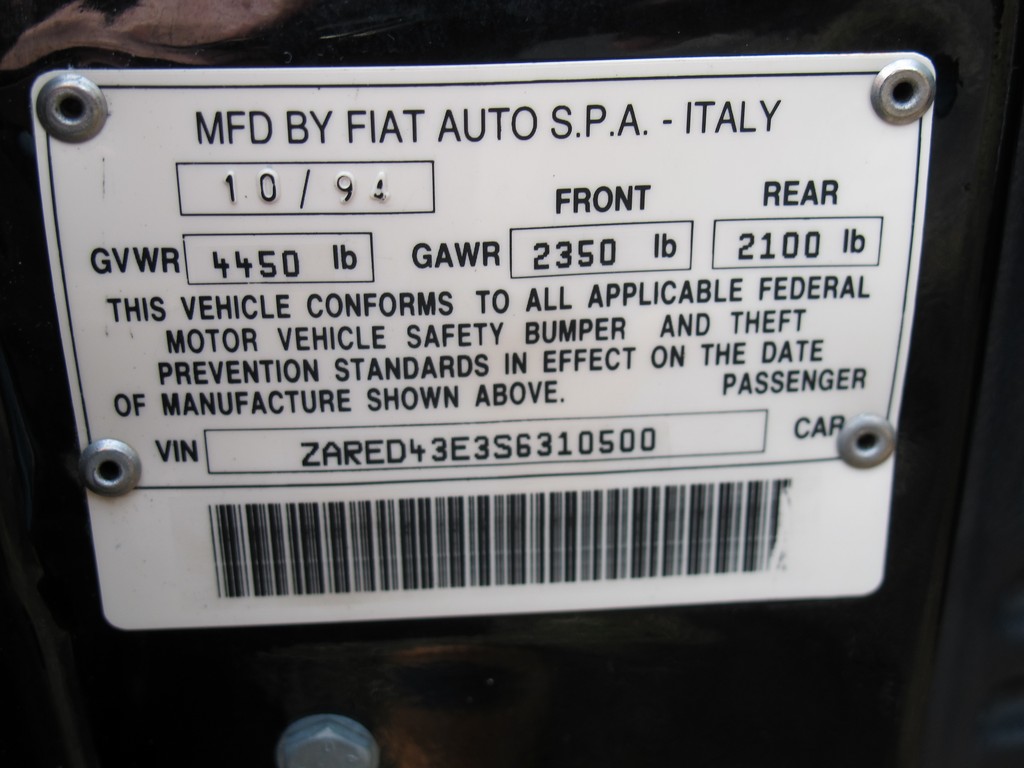 MFD BY FIAT AUTO S.P.A. - ITALY
10/94
FRONT REAR
GVWR 4450 lb GAWR 2350 lb 2100 lb
THIS VEHICLE CONFORMS TO ALL APPLICABLE FEDERAL
MOTOR VEHICLE SAFETY BUMPER AND THEFT
PREVENTION STANDARDS IN EFFECT ON THE DATE
OF MANUFACTURE SHOWN ABOVE. PASSENGER
VIN ZARED43E3S6310500 CAR